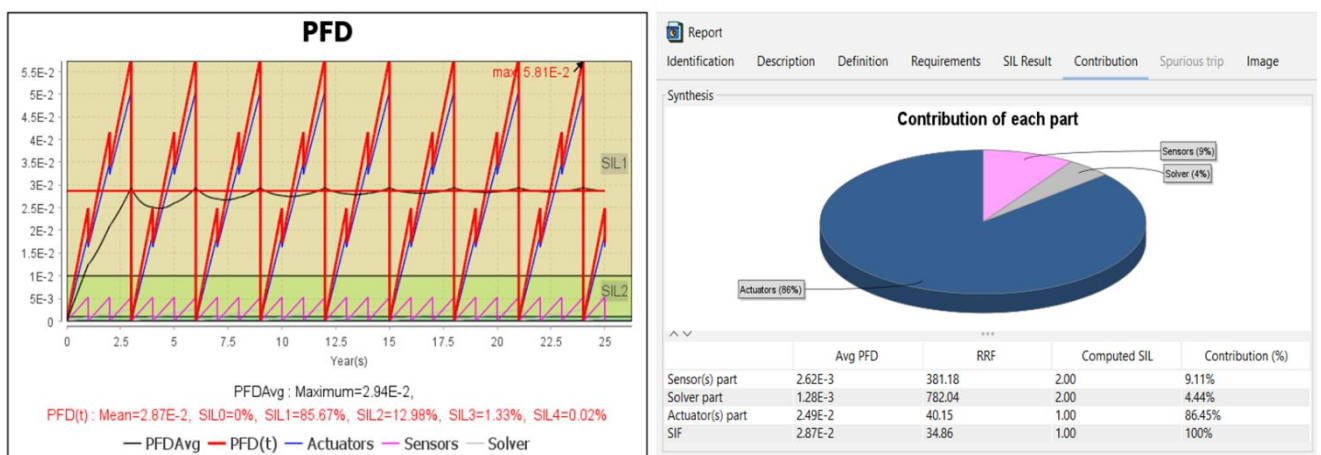 PFD
5.5E-2
5E-2
4.5E-2
4E-2
3.5E-2
3E-2
2.5E-2
2E-2
1.5E-2
1E-2
5E-3
0
max 5.81E-2
SIL1
SIL2
0 2.5 5 7.5 10 12.5 15 17.5 20 22.5 25
Year(s)
PFDAvg : Maximum=2.94E-2,
PFD(t) : Mean=2.87E-2, SIL0=0%, SIL1=85.67%, SIL2=12.98%, SIL3=1.33%, SIL4=0.02%
PFDAvg PFD(t) Actuators Sensors Solver
Report
Identification Description Definition Requirements SIL Result Contribution Spurious trip Image
Synthesis
Contribution of each part
Sensors (9%)
Solver (4%)
Actuators (86%)
Avg PFD RRF Computed SIL Contribution (%)
Sensor(s) part 2.62E-3 381.18 2.00 9.11%
Solver part 1.28E-3 782.04 2.00 4.44%
Actuator(s) part 2.49E-2 40.15 1.00 86.45%
SIF 2.87E-2 34.86 1.00 100%